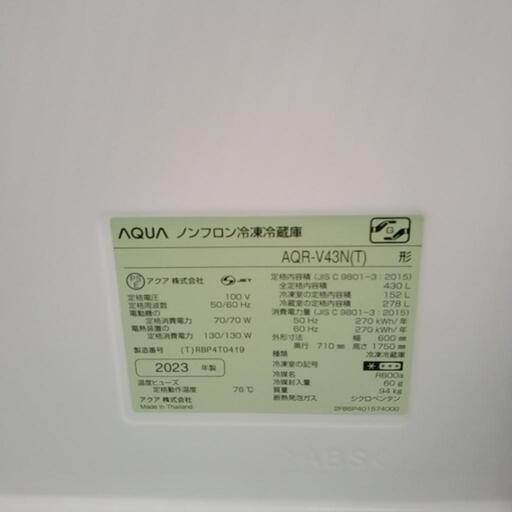 AQUA ノンフロン冷凍冷蔵庫
AQR-V43N(T) 形
アクア 株式会社 JET
定格電圧 100 V
定格周波数 50/60 Hz
電動機の
定格消費電力 70/70 W
電熱装置の
定格消費電力 130/130 W
製造番号 (T)RBP4T0419
2023 年製
温度ヒューズ
定格動作温度 76℃
アクア 株式会社
Made in Thailand
定格内容積 (JIS C 9801-3:2015)
全定格内容積 430 L
冷凍室の定格内容積 152 L
冷蔵室の定格内容積 278 L
消費電力量 (JIS C 9801-3:2015)
50 Hz 270 kWh/年
60 Hz 270 kWh/年
外形寸法 幅 600 mm
奥行 710 mm 高さ 1750 mm
種類 冷凍冷蔵庫
冷凍室の記号
冷媒名 R600a
冷媒封入量 60 g
質量 94 kg
断熱発泡ガス シクロペンタン
ABS